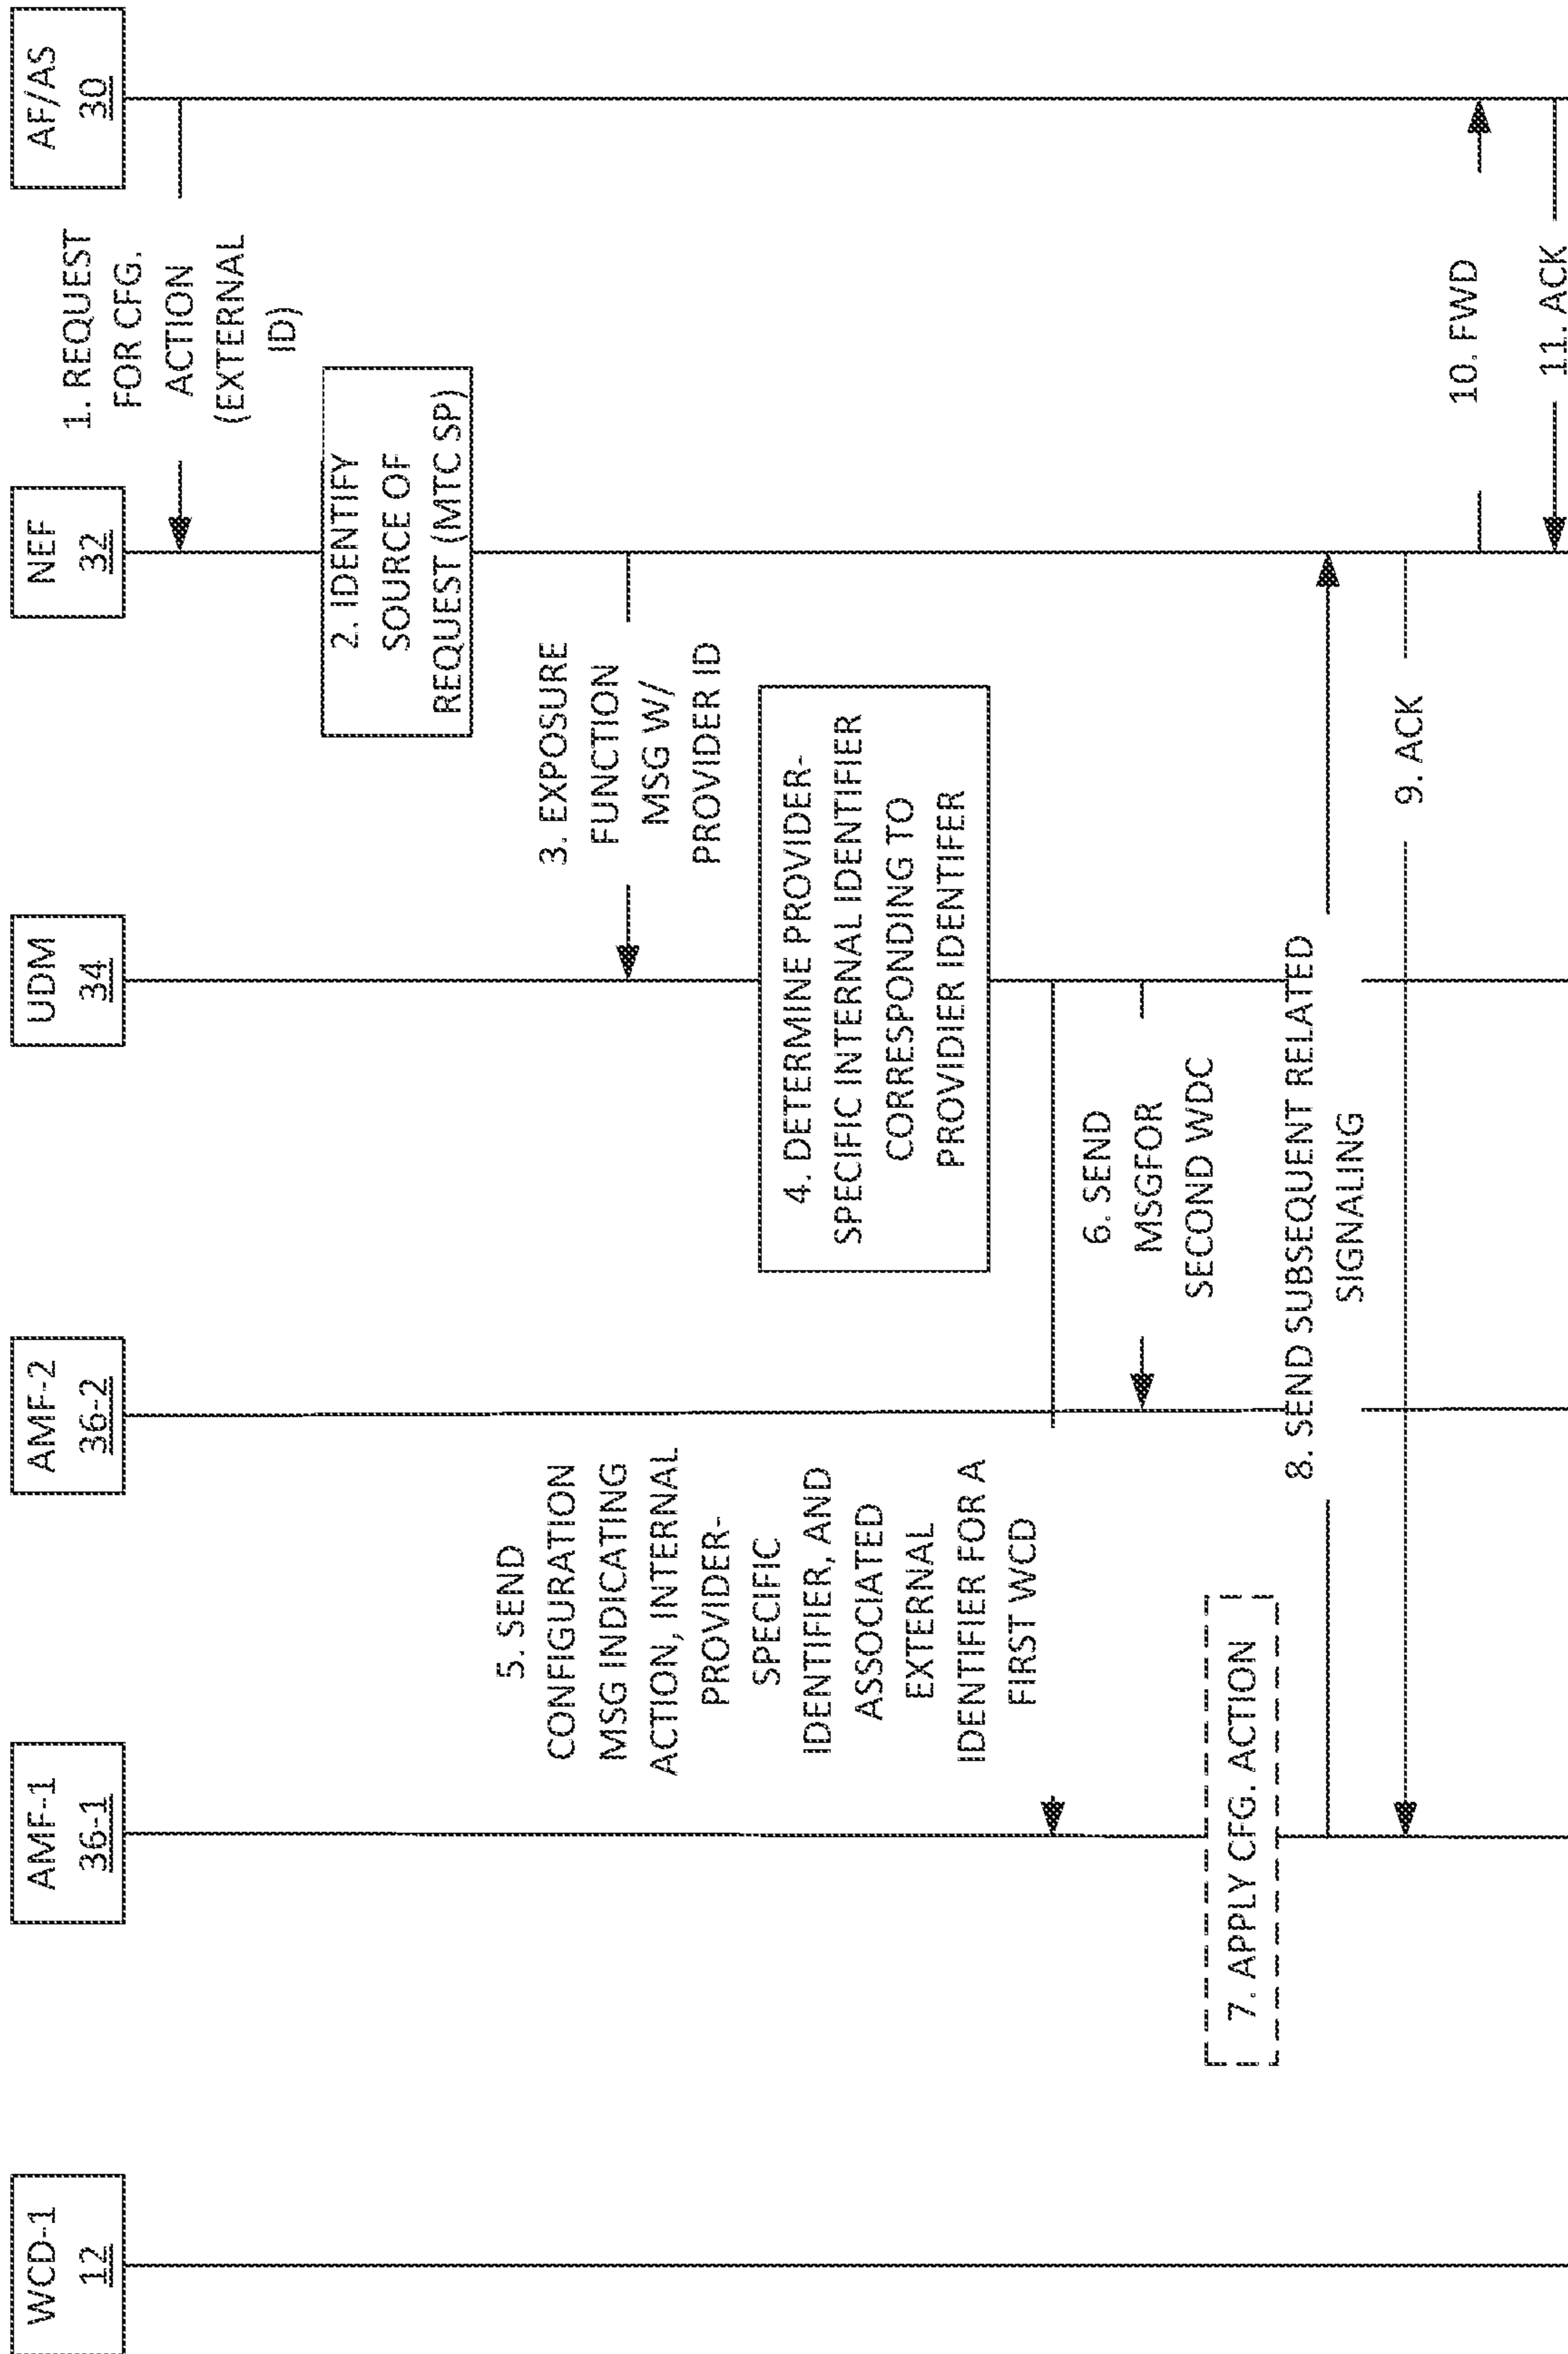 WCD-1
12
AMF-1
36-1
AMF-2
36-2
UDM
34
NEF
32
AF/AS
30
1. REQUEST
FOR CFG.
ACTION
(EXTERNAL
ID)
2. IDENTIFY
SOURCE OF
REQUEST (MTC SP)
3. EXPOSURE
FUNCTION
MSG W/
PROVIDER ID
4. DETERMINE PROVIDER-
SPECIFIC INTERNAL IDENTIFIER
CORRESPONDING TO
PROVIDIER IDENTIFER
5. SEND
CONFIGURATION
MSG INDICATING
ACTION, INTERNAL
PROVIDER-
SPECIFIC
IDENTIFIER, AND
ASSOCIATED
EXTERNAL
IDENTIFIER FOR A
FIRST WCD
6. SEND
MSGFOR
SECOND WDC
7. APPLY CFG. ACTION
8. SEND SUBSEQUENT RELATED
SIGNALING
9. ACK
10. FWD
11. ACK